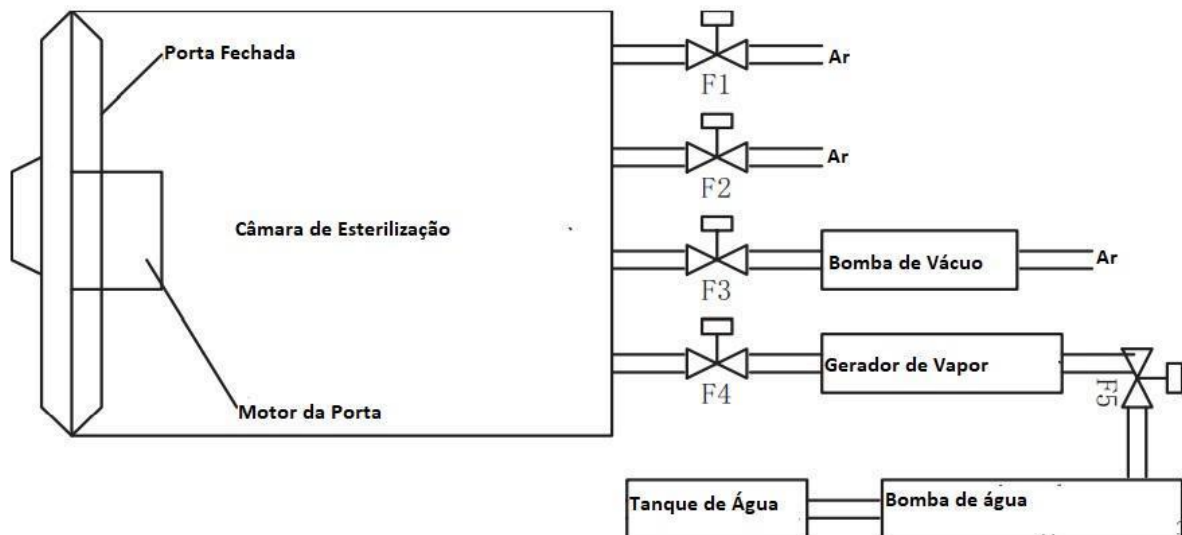 Porta Fechada
Ar
F1
Ar
F2
Câmara de Esterilização
Bomba de Vácuo
Ar
F3
Gerador de Vapor
F4
F5
Motor da Porta
Tanque de Água
Bomba de água